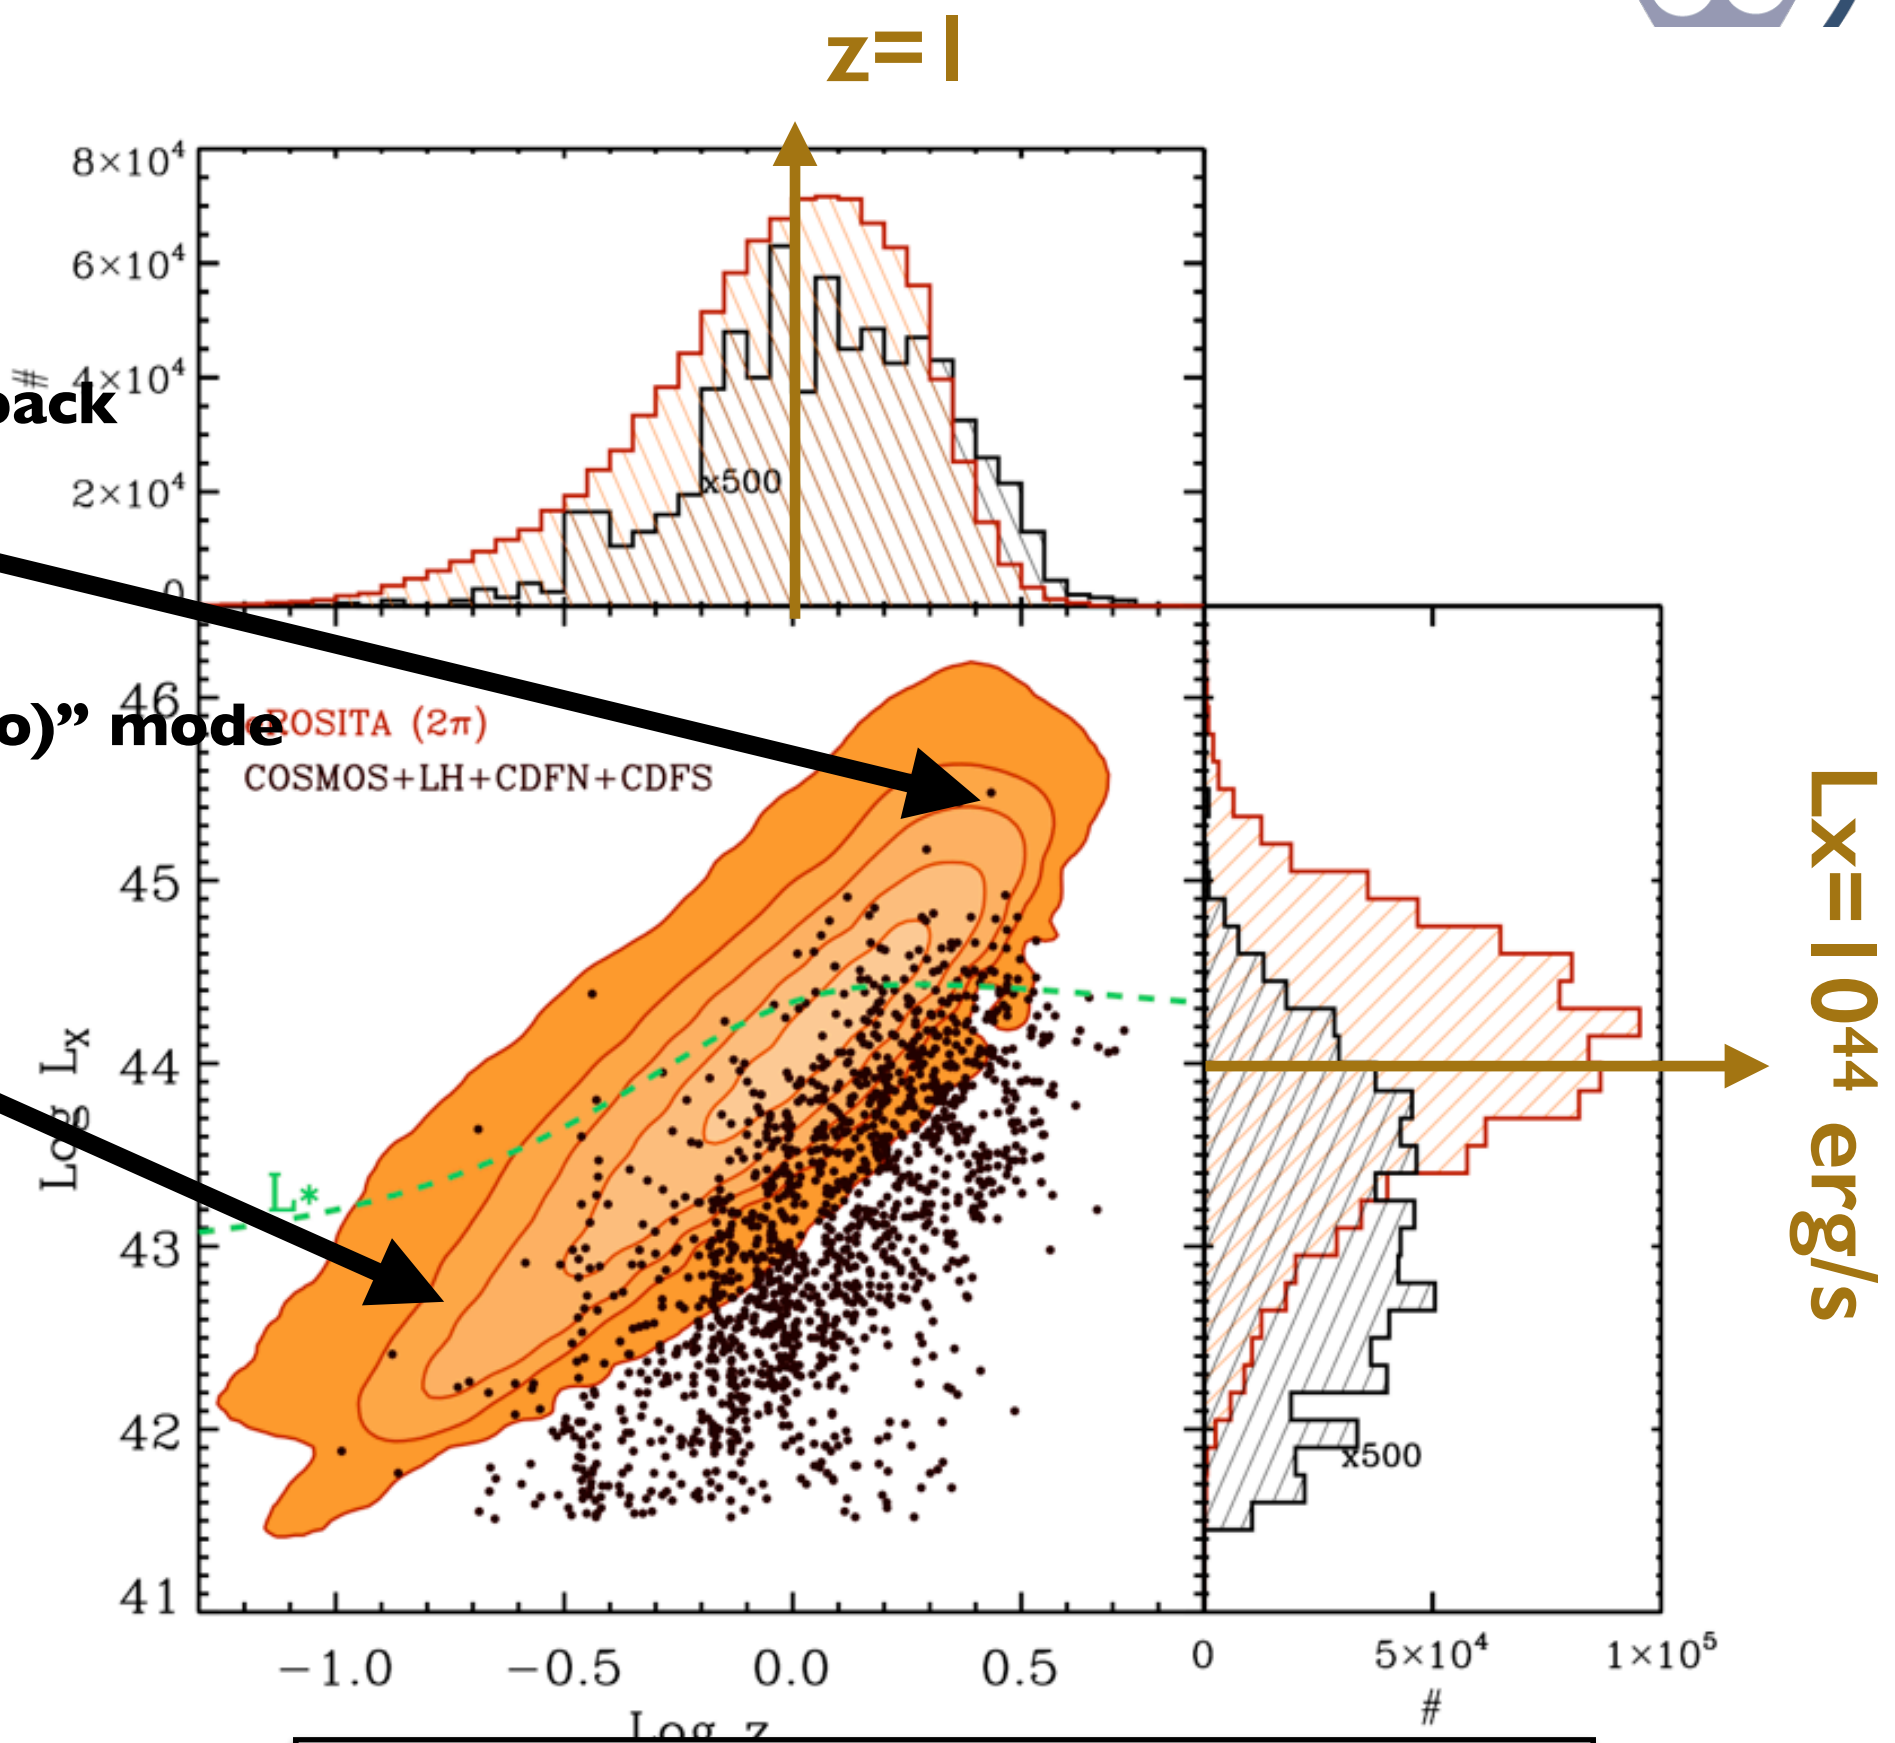 z=1
8×10⁴
6×10⁴
#
4×10⁴
back
x500
2×10⁴
0
46
eROSITA (2π)
o)” mode
COSMOS+LH+CDFN+CDFS
45
Lx=10⁴⁴ erg/s
44
Log Lx
L*
43
42
x500
41
−1.0
−0.5
0.0
0.5
0
5×10⁴
1×10⁵
Log z
#